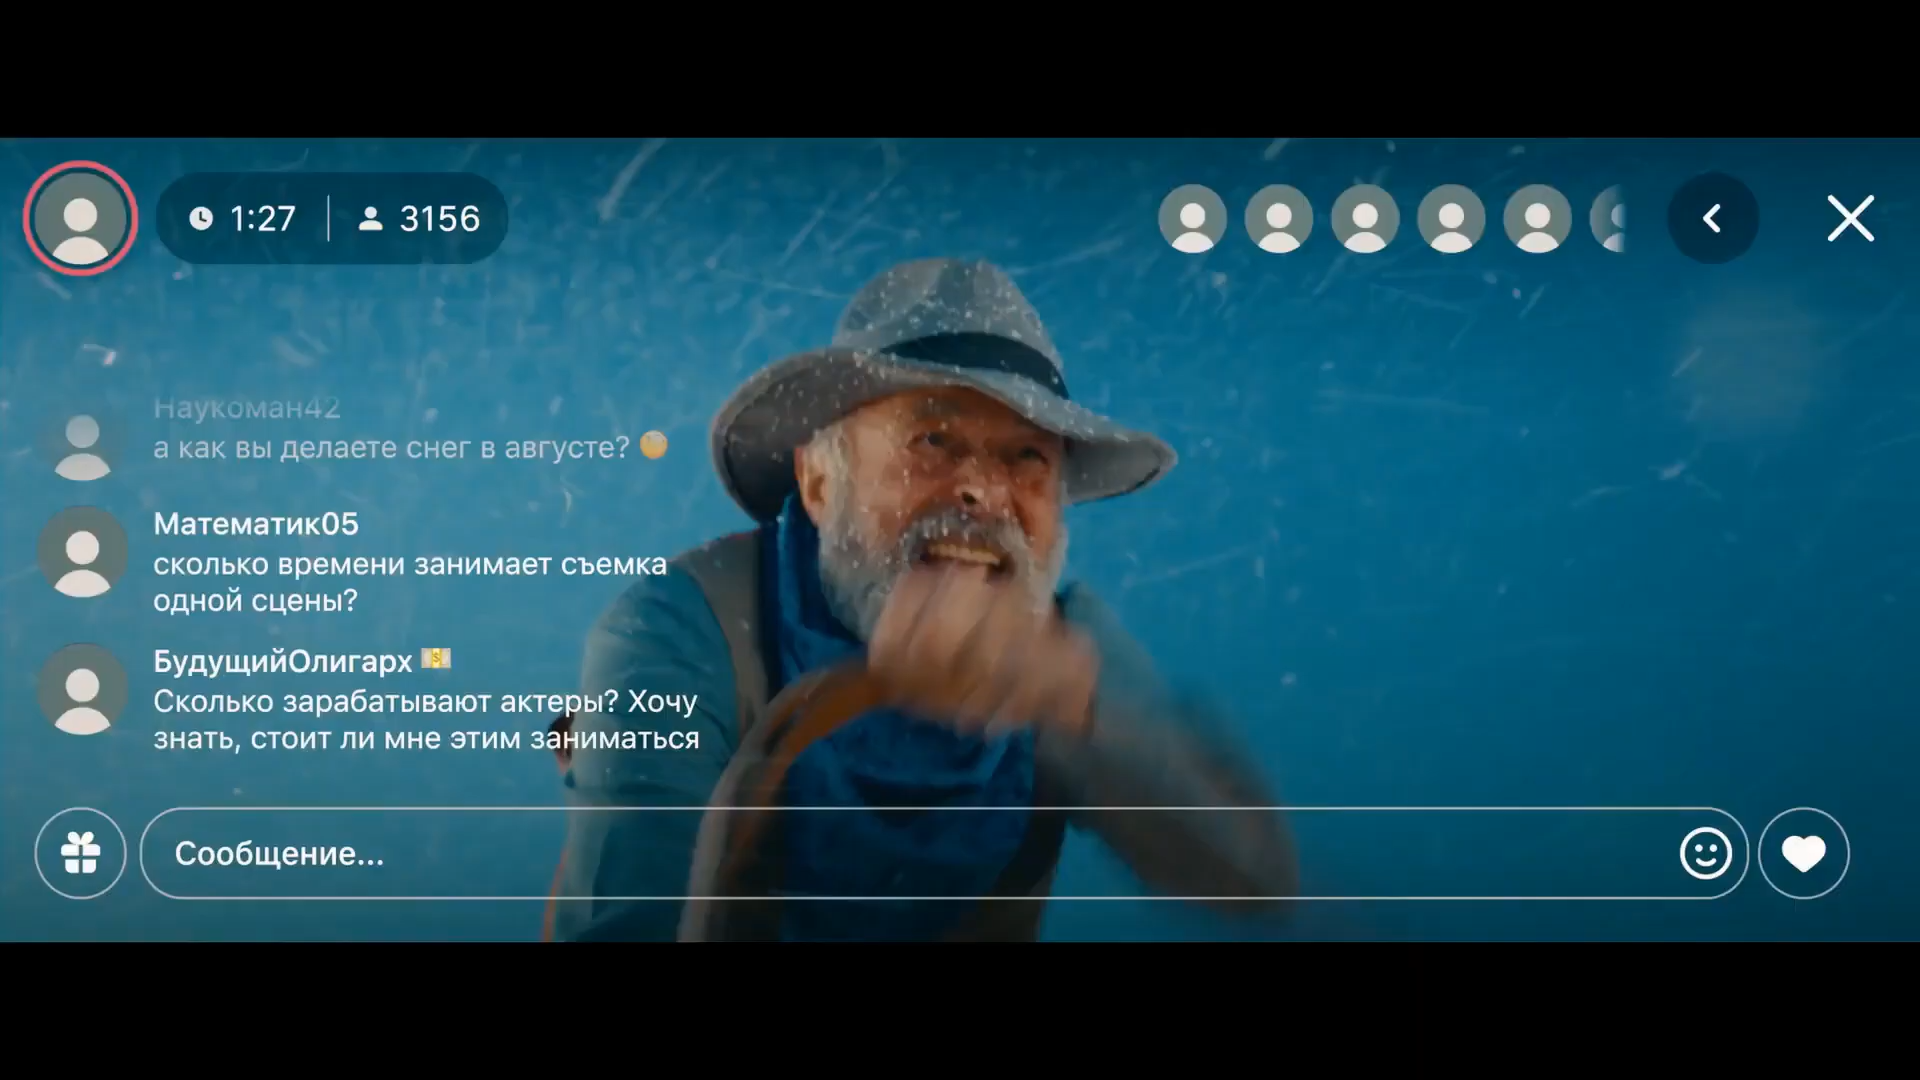 1:27
3156
Наукоман42
а как вы делаете снег в августе? 🧐
Математик05
сколько времени занимает съемка
одной сцены?
БудущийОлигарх 💵
Сколько зарабатывают актеры? Хочу
знать, стоит ли мне этим заниматься
Сообщение...